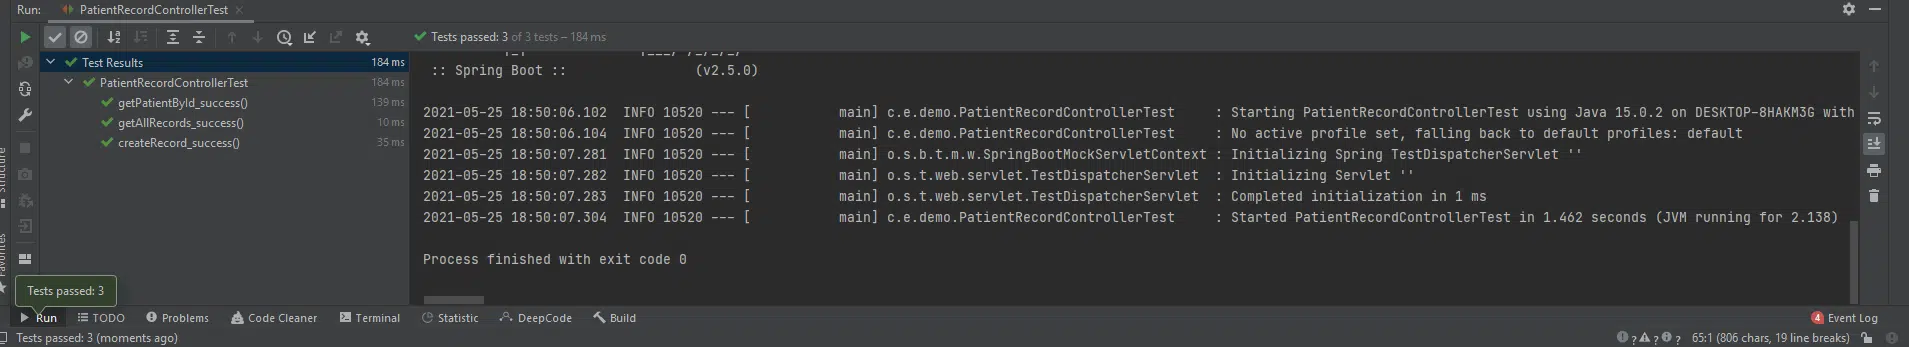 Run: PatientRecordControllerTest ×
Tests passed: 3 of 3 tests – 184 ms
Test Results 184 ms
PatientRecordControllerTest 184 ms
getPatientById_success() 139 ms
getAllRecords_success() 10 ms
createRecord_success() 35 ms
:: Spring Boot :: (v2.5.0)
2021-05-25 18:50:06.102 INFO 10520 --- [ main] c.e.demo.PatientRecordControllerTest : Starting PatientRecordControllerTest using Java 15.0.2 on DESKTOP-8HAKM3G with
2021-05-25 18:50:06.104 INFO 10520 --- [ main] c.e.demo.PatientRecordControllerTest : No active profile set, falling back to default profiles: default
2021-05-25 18:50:07.281 INFO 10520 --- [ main] o.s.b.t.m.w.SpringBootMockServletContext : Initializing Spring TestDispatcherServlet ''
2021-05-25 18:50:07.282 INFO 10520 --- [ main] o.s.t.web.servlet.TestDispatcherServlet : Initializing Servlet ''
2021-05-25 18:50:07.283 INFO 10520 --- [ main] o.s.t.web.servlet.TestDispatcherServlet : Completed initialization in 1 ms
2021-05-25 18:50:07.304 INFO 10520 --- [ main] c.e.demo.PatientRecordControllerTest : Started PatientRecordControllerTest in 1.462 seconds (JVM running for 2.138)
Process finished with exit code 0
Structure
Favorites
Tests passed: 3
Run TODO Problems Code Cleaner Terminal Statistic DeepCode Build 4 Event Log
Tests passed: 3 (moments ago) ? ? ? 65:1 (806 chars, 19 line breaks)